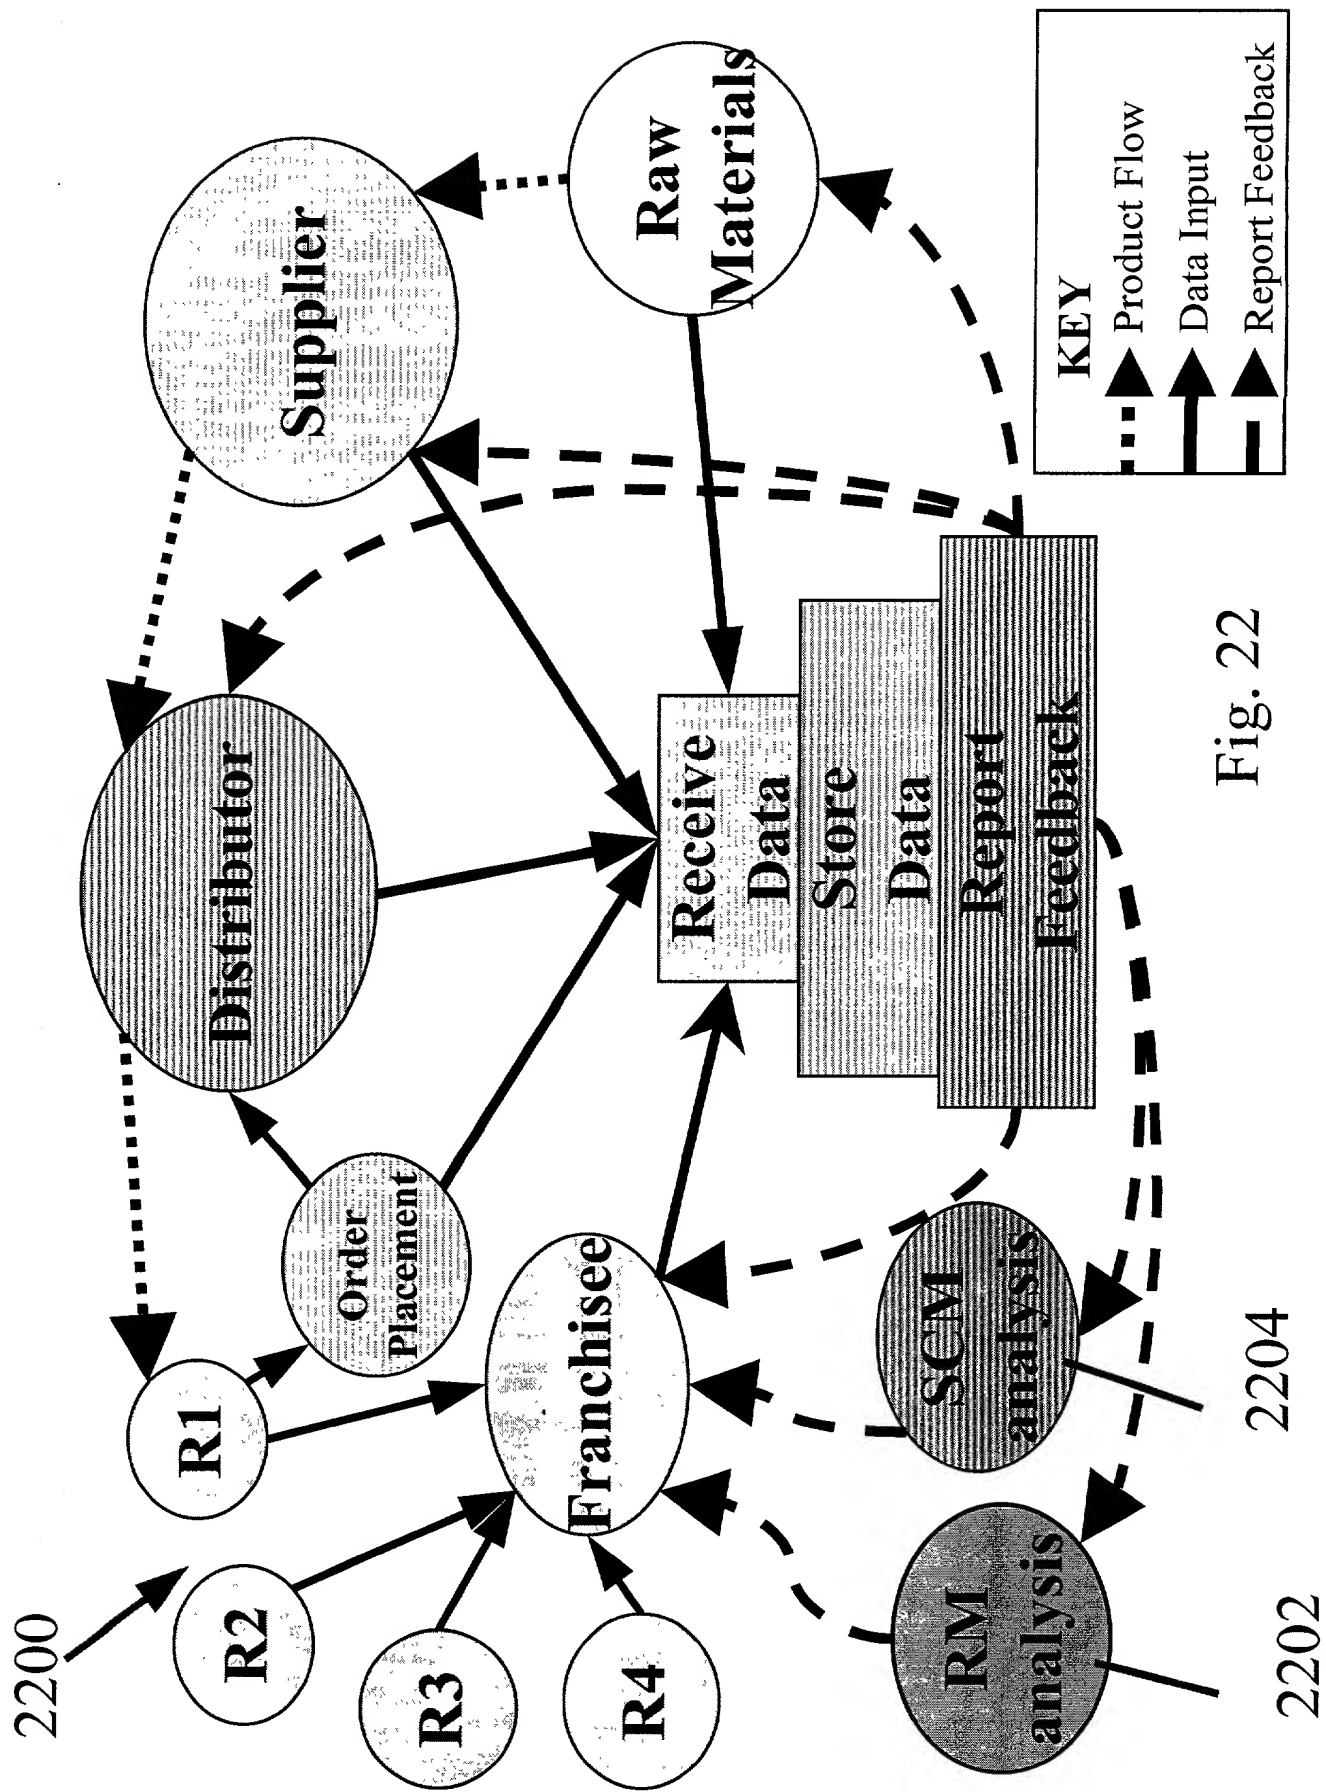 2200
R1
R2
R3
R4
Order
Placement
Distributor
Supplier
Franchisee
Raw
Materials
Receive
Data
Store
Data
Report
Feedback
RM
analysis
SCM
analysis
2202
2204
Fig. 22
KEY
Product Flow
Data Input
Report Feedback